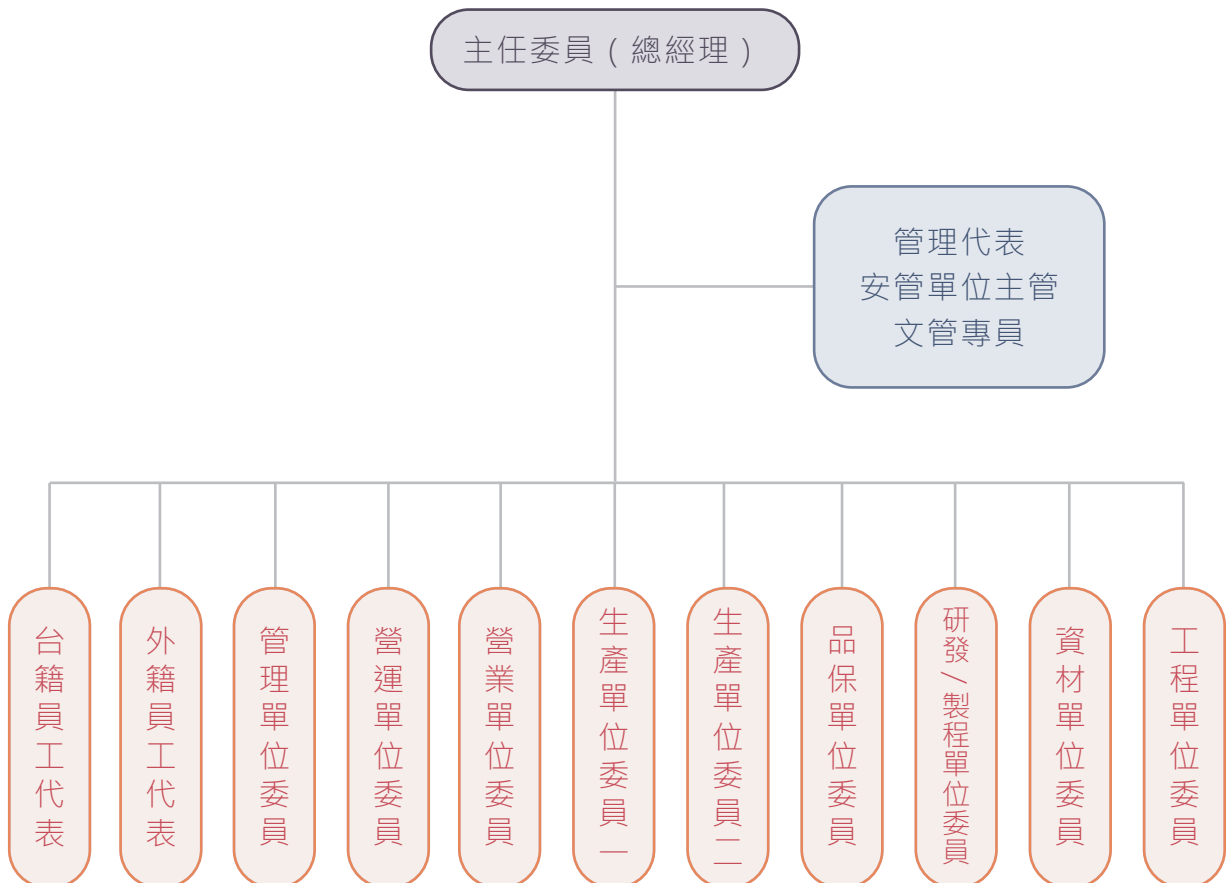 主任委員（總經理）
管理代表
安管單位主管
文管專員
台籍員工代表
外籍員工代表
管理單位委員
營運單位委員
營業單位委員
生產單位委員一
生產單位委員二
品保單位委員
研發/製程單位委員
資材單位委員
工程單位委員